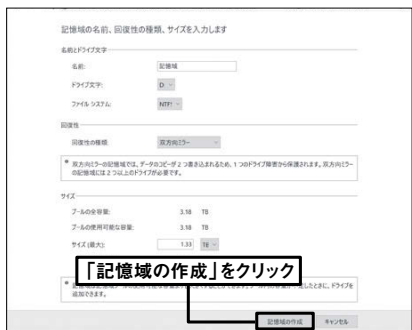 記憶域の名前、回復性の種類、サイズを入力します
名前とドライブ文字
名前:
記憶域
ドライブ文字:
D:
ファイル システム:
NTFS
回復性
回復性の種類:
双方向ミラー
双方向ミラーの記憶域では、データのコピーが 2 つ書き込まれるため、1 つのドライブ障害から保護されます。双方向ミラー
の記憶域には 2 つ以上のドライブが必要です。
サイズ
プールの全容量:
3.18 TB
プールの使用可能な容量:
3.18 TB
サイズ (最大):
1.33 TB
「記憶域の作成」をクリック
追加できます。
記憶域の作成
キャンセル